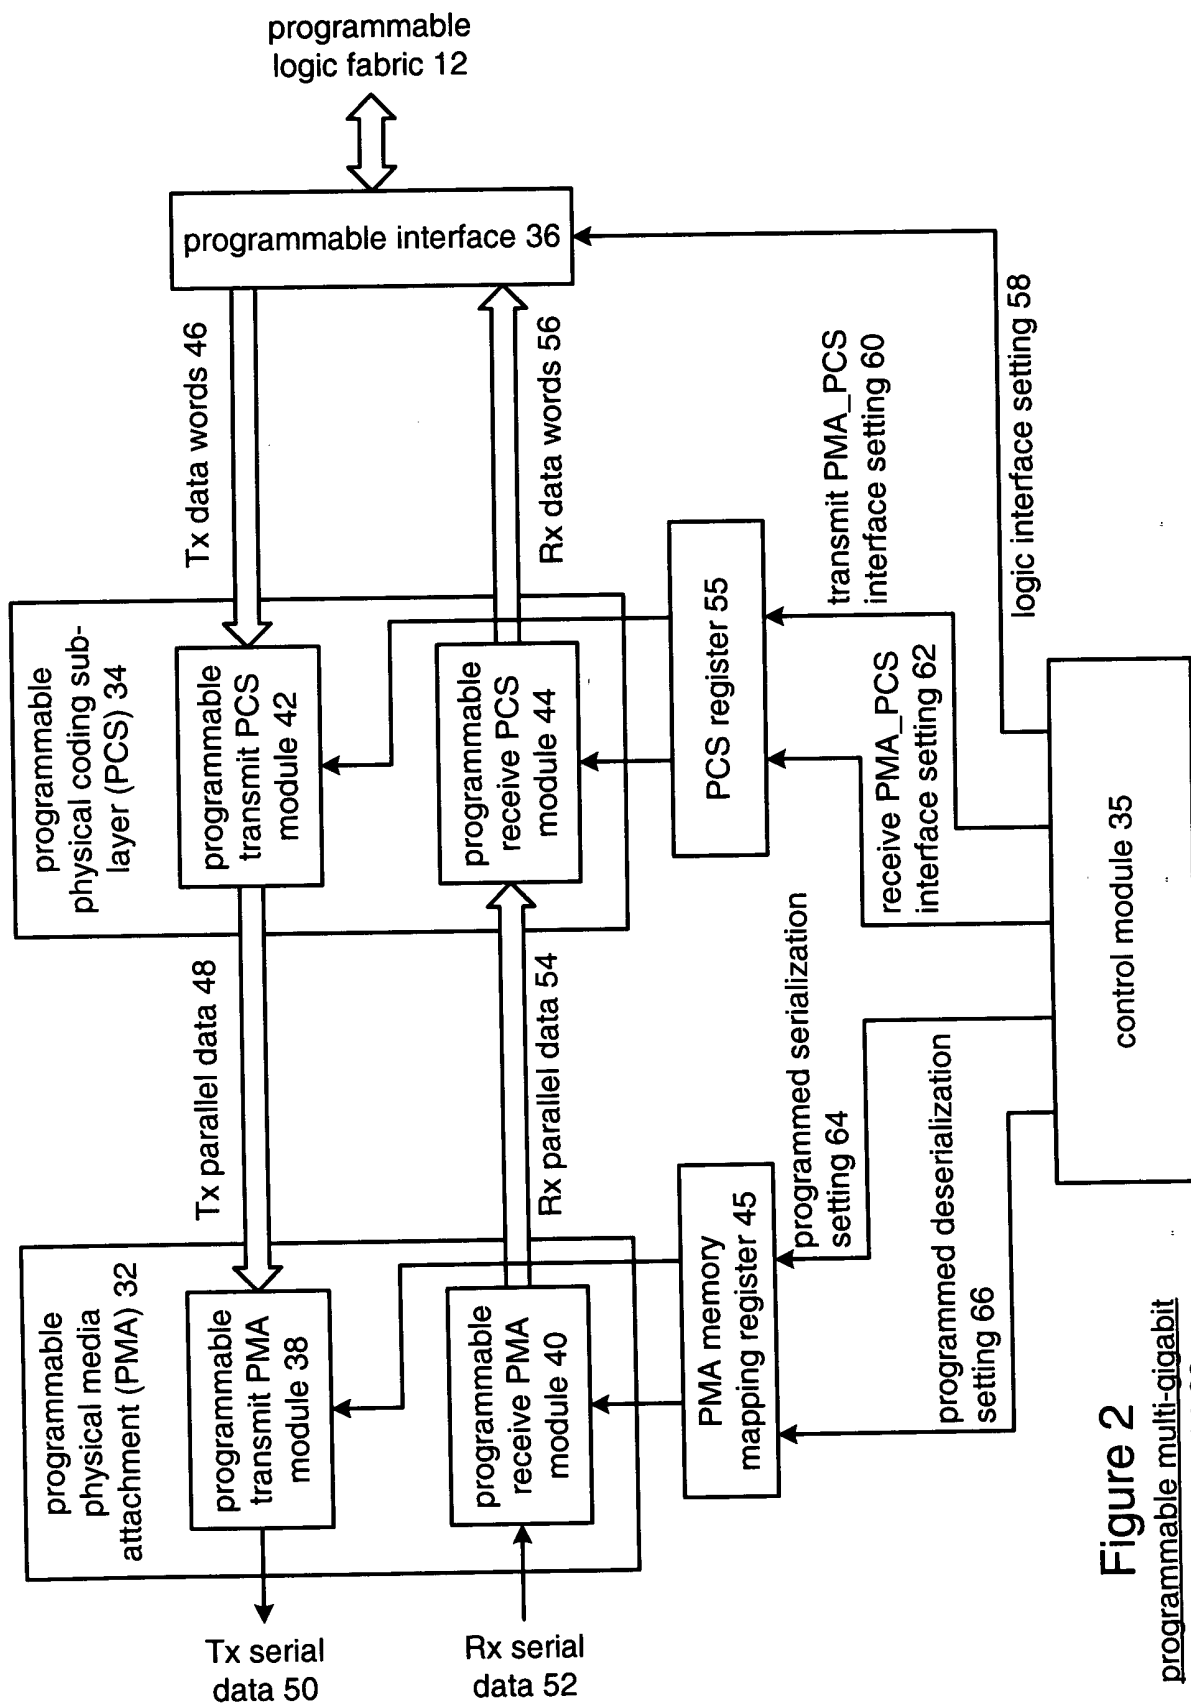 programmable
logic fabric 12
programmable interface 36
Tx data words 46
Rx data words 56
programmable
physical coding sub-
layer (PCS) 34
programmable
transmit PCS
module 42
programmable
receive PCS
module 44
PCS register 55
transmit PMA_PCS
interface setting 60
receive PMA_PCS
interface setting 62
logic interface setting 58
Tx parallel data 48
Rx parallel data 54
programmable
physical media
attachment (PMA) 32
programmable
transmit PMA
module 38
programmable
receive PMA
module 40
PMA memory
mapping register 45
programmed serialization
setting 64
programmed deserialization
setting 66
control module 35
Tx serial
data 50
Rx serial
data 52
Figure 2
programmable multi-gigabit